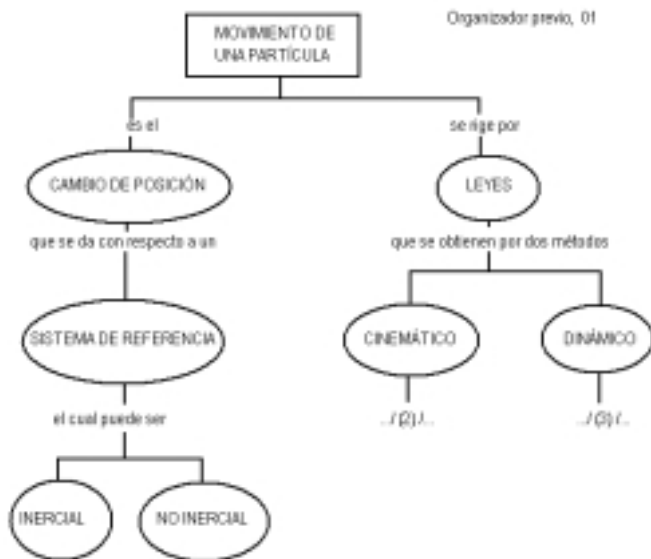 Organizador previo, 01
MOVIMIENTO DE
UNA PARTÍCULA
es el
se rige por
CAMBIO DE POSICIÓN
LEYES
que se da con respecto a un
que se obtienen por dos métodos
SISTEMA DE REFERENCIA
CINEMÁTICO
DINÁMICO
el cual puede ser
.../ (2) /...
.../ (3) /...
INERCIAL
NO INERCIAL